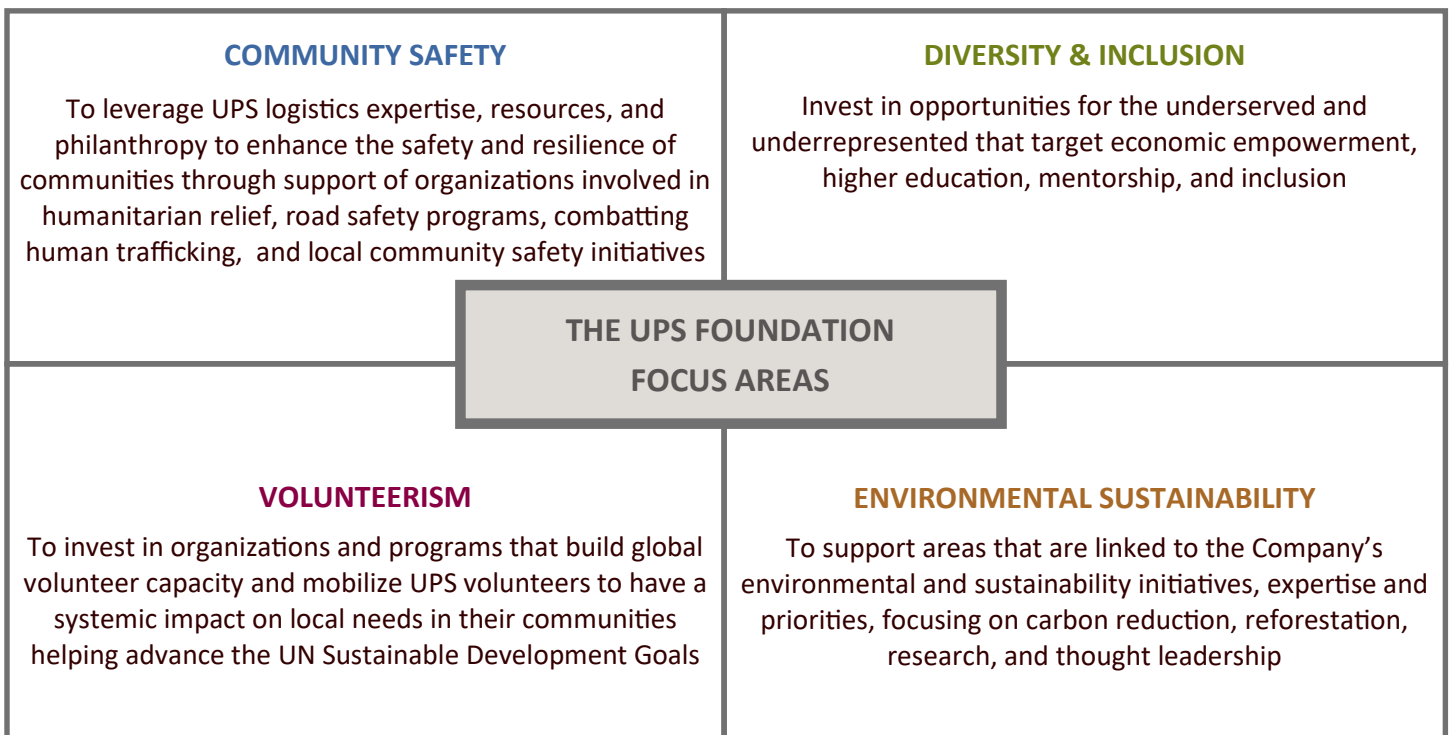 COMMUNITY SAFETY
To leverage UPS logistics expertise, resources, and
philanthropy to enhance the safety and resilience of
communities through support of organizations involved in
humanitarian relief, road safety programs, combatting
human trafficking,  and local community safety initiatives
DIVERSITY & INCLUSION
Invest in opportunities for the underserved and
underrepresented that target economic empowerment,
higher education, mentorship, and inclusion
THE UPS FOUNDATION
FOCUS AREAS
VOLUNTEERISM
To invest in organizations and programs that build global
volunteer capacity and mobilize UPS volunteers to have a
systemic impact on local needs in their communities
helping advance the UN Sustainable Development Goals
ENVIRONMENTAL SUSTAINABILITY
To support areas that are linked to the Company’s
environmental and sustainability initiatives, expertise and
priorities, focusing on carbon reduction, reforestation,
research, and thought leadership